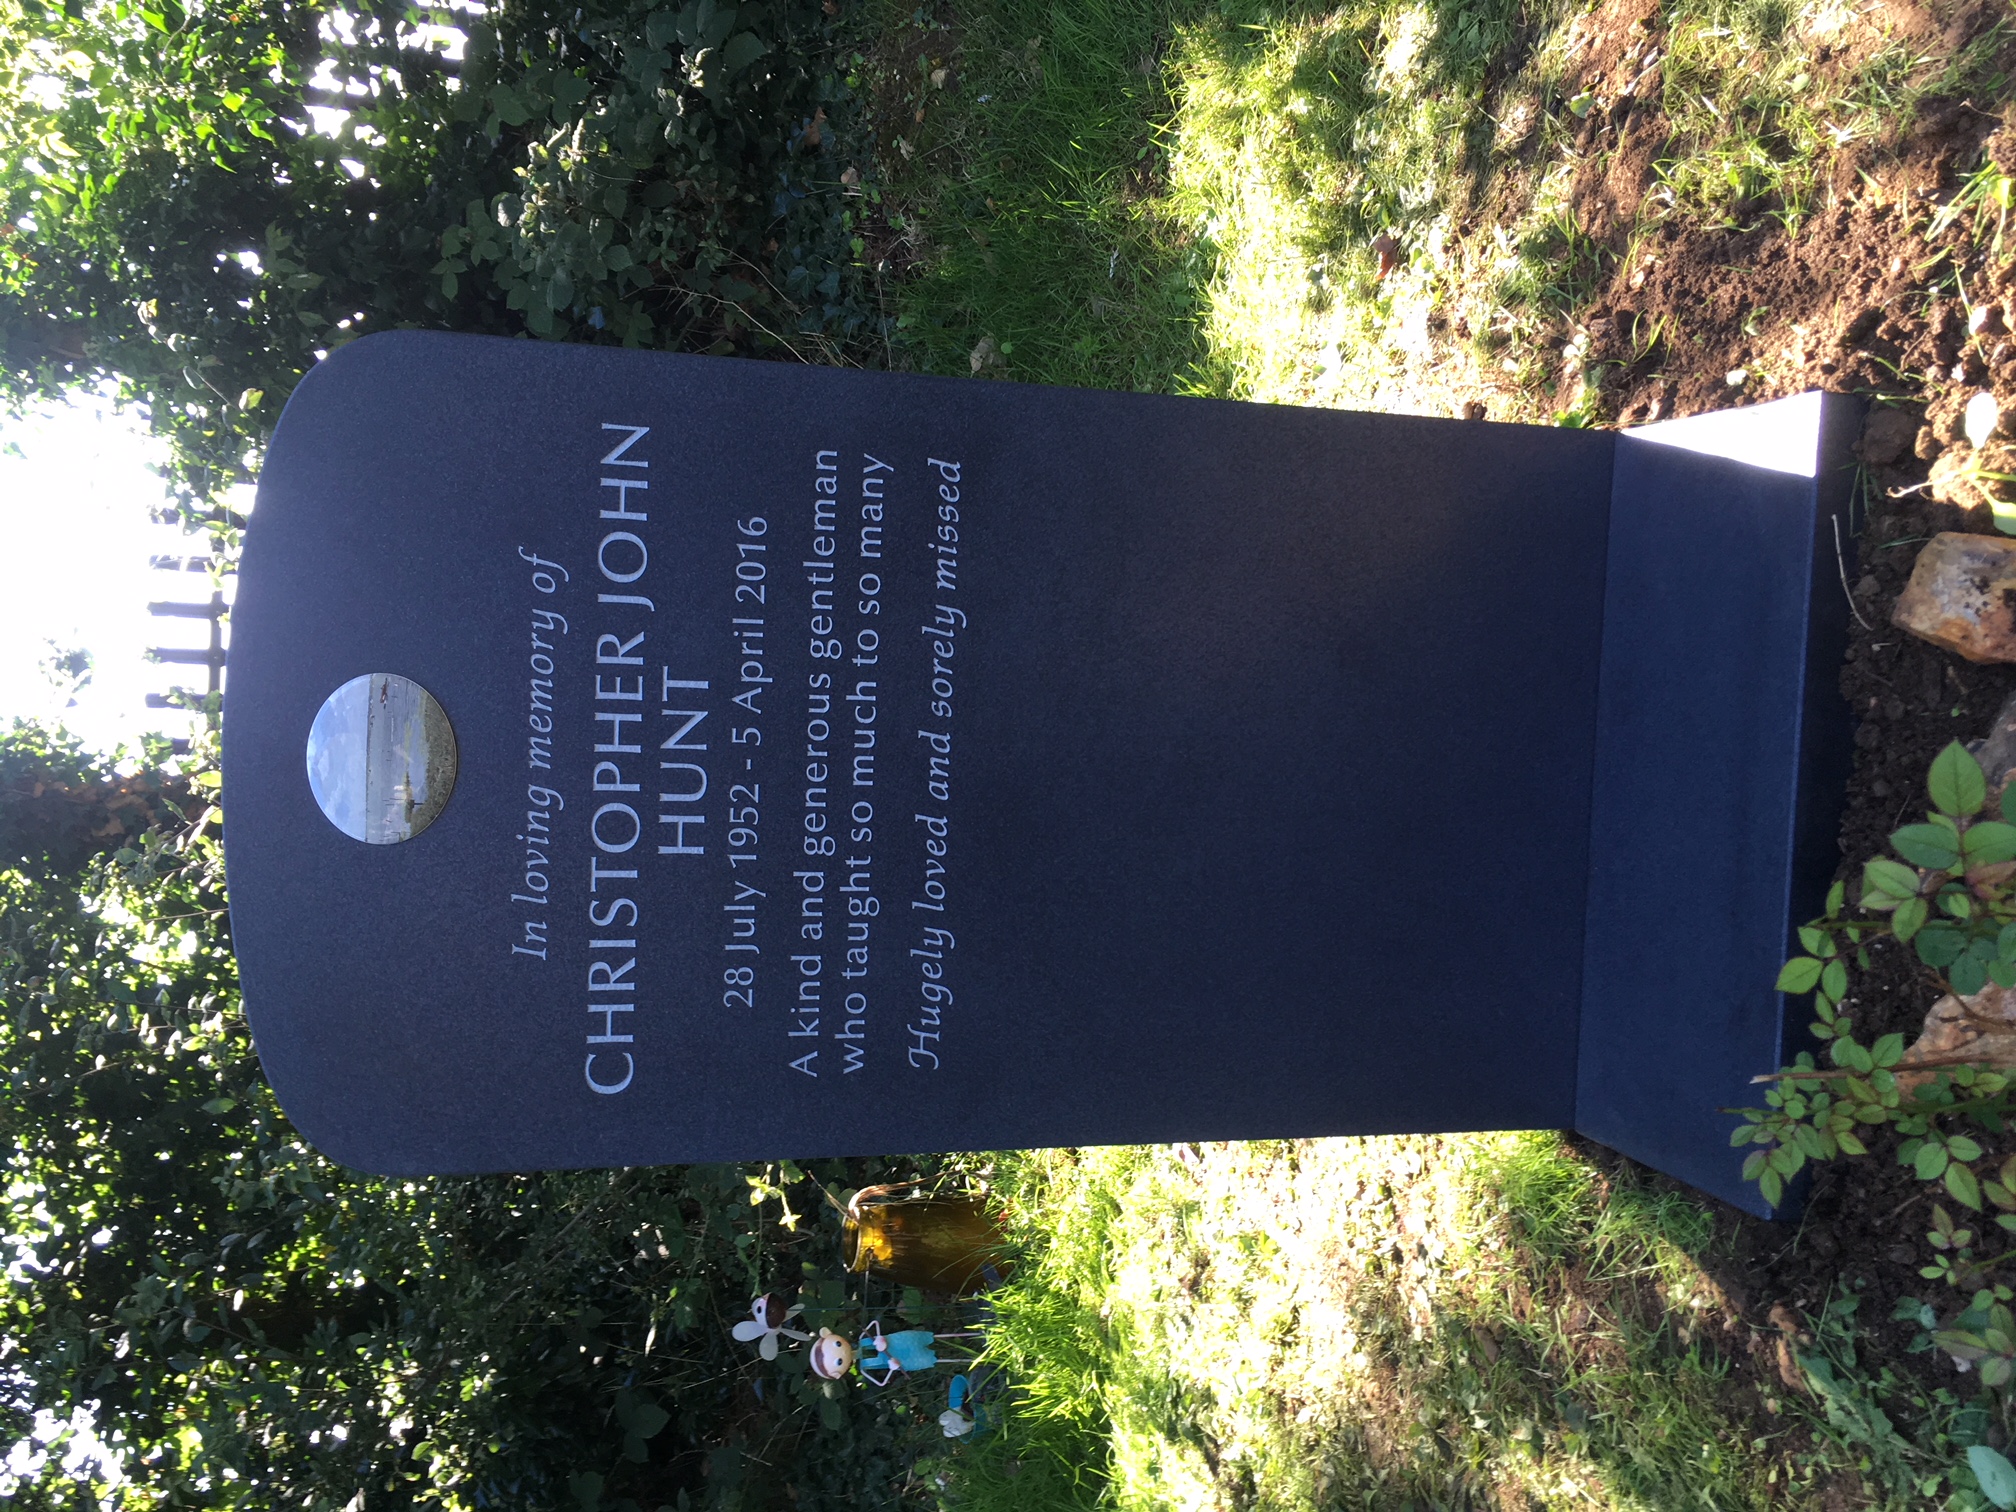 In loving memory of
CHRISTOPHER JOHN
HUNT
28 July 1952 - 5 April 2016
A kind and generous gentleman
who taught so much to so many
Hugely loved and sorely missed